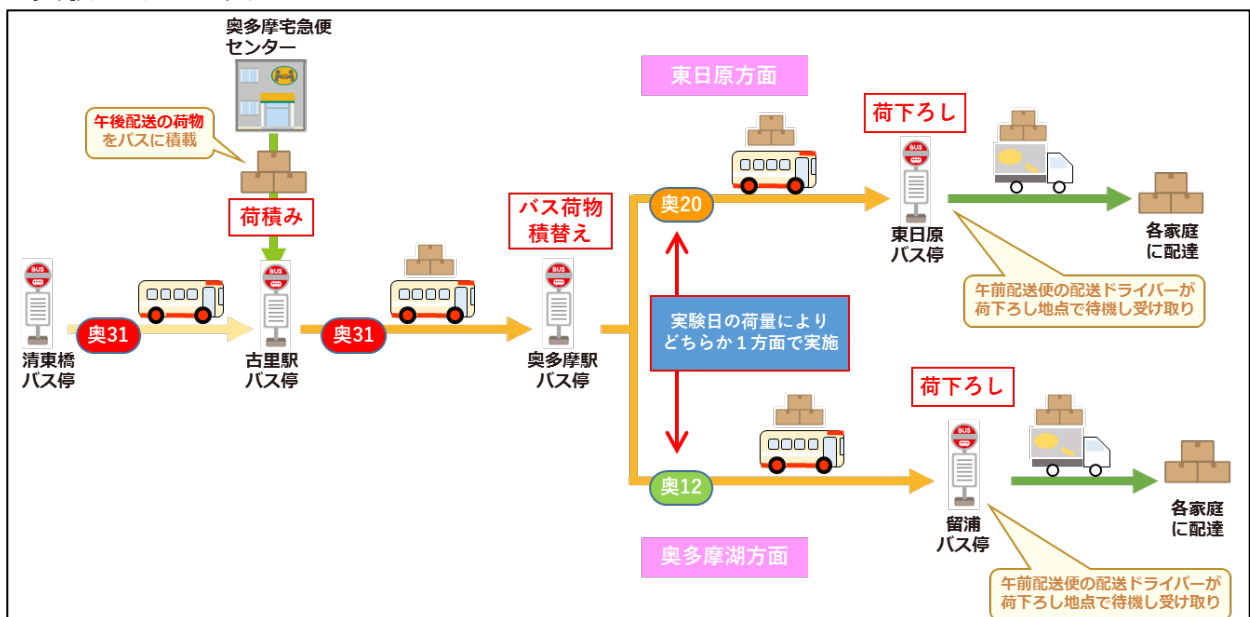 奥多摩宅急便
センター
午後配送の荷物
をバスに積載
荷積み
BUS
清東橋
バス停
奥31
BUS
古里駅
バス停
奥31
バス荷物
積替え
BUS
奥多摩駅
バス停
東日原方面
奥20
荷下ろし
BUS
東日原
バス停
各家庭
に配達
午前配送便の配送ドライバーが
荷下ろし地点で待機し受け取り
実験日の荷量により
どちらか１方面で実施
奥12
奥多摩湖方面
荷下ろし
BUS
留浦
バス停
各家庭
に配達
午前配送便の配送ドライバーが
荷下ろし地点で待機し受け取り